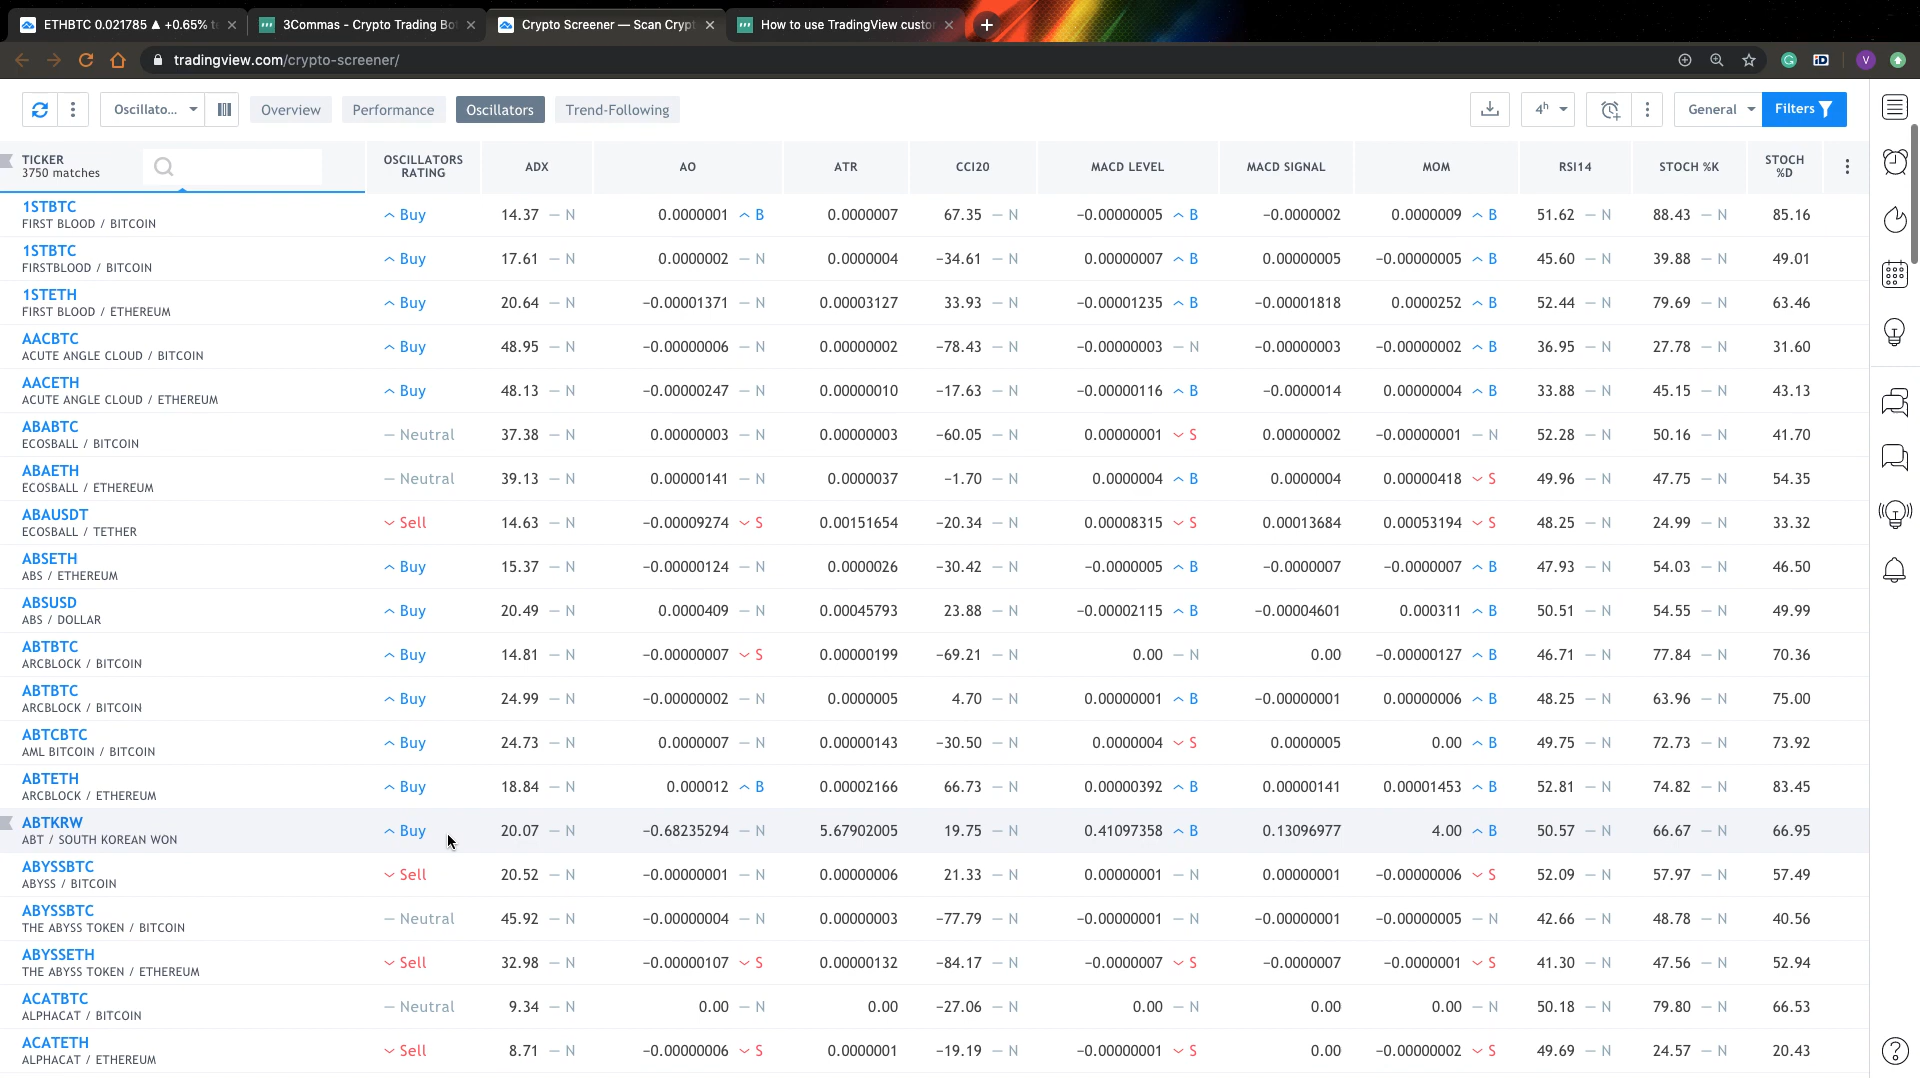 ETHBTC 0.021785 ▲ +0.65%
3Commas - Crypto Trading Bo
Crypto Screener — Scan Crypt
How to use TradingView custo
tradingview.com/crypto-screener/
V
Oscillato... Overview Performance Oscillators Trend-Following 4h General Filters
TICKER
3750 matches
OSCILLATORS RATING ADX AO ATR CCI20 MACD LEVEL MACD SIGNAL MOM RSI14 STOCH %K STOCH %D
1STBTC Buy 14.37 — N 0.0000001 B 0.0000007 67.35 — N −0.00000005 B −0.0000002 0.0000009 B 51.62 — N 88.43 — N 85.16
FIRST BLOOD / BITCOIN
1STBTC Buy 17.61 — N 0.0000002 — N 0.0000004 −34.61 — N 0.00000007 B 0.00000005 −0.0000005 B 45.60 — N 39.88 — N 49.01
FIRSTBLOOD / BITCOIN
1STETH Buy 20.64 — N −0.00001371 — N 0.00003127 33.93 — N −0.00001235 B −0.00001818 0.0000252 B 52.44 — N 79.69 — N 63.46
FIRST BLOOD / ETHEREUM
AACBTC Buy 48.95 — N −0.00000006 — N 0.00000002 −78.43 — N −0.00000003 — N −0.00000003 −0.00000002 B 36.95 — N 27.78 — N 31.60
ACUTE ANGLE CLOUD / BITCOIN
AACETH Buy 48.13 — N −0.00000247 — N 0.00000010 −17.63 — N −0.00000116 B −0.0000014 0.00000004 B 33.88 — N 45.15 — N 43.13
ACUTE ANGLE CLOUD / ETHEREUM
ABABTC — Neutral 37.38 — N 0.00000003 — N 0.00000003 −60.05 — N 0.00000001 S 0.00000002 −0.00000001 — N 52.28 — N 50.16 — N 41.70
ECOSBALL / BITCOIN
ABAETH — Neutral 39.13 — N 0.00000141 — N 0.0000037 −1.70 — N 0.0000004 B 0.0000004 0.00000418 S 49.96 — N 47.75 — N 54.35
ECOSBALL / ETHEREUM
ABAUSDT Sell 14.63 — N −0.00009274 S 0.00151654 −20.34 — N 0.00008315 S 0.00013684 0.00053194 S 48.25 — N 24.99 — N 33.32
ECOSBALL / TETHER
ABSETH Buy 15.37 — N −0.00000124 — N 0.0000026 −30.42 — N −0.0000005 B −0.0000007 −0.0000007 B 47.93 — N 54.03 — N 46.50
ABS / ETHEREUM
ABSUSD Buy 20.49 — N 0.0000409 — N 0.00045793 23.88 — N −0.00002115 B −0.00004601 0.000311 B 50.51 — N 54.55 — N 49.99
ABS / DOLLAR
ABTBTC Buy 14.81 — N −0.00000007 S 0.00000199 −69.21 — N 0.00 — N 0.00 −0.00000127 B 46.71 — N 77.84 — N 70.36
ARCBLOCK / BITCOIN
ABTBTC Buy 24.99 — N −0.00000002 — N 0.0000005 4.70 — N 0.00000001 B −0.00000001 0.00000006 B 48.25 — N 63.96 — N 75.00
ARCBLOCK / BITCOIN
ABTCBTC Buy 24.73 — N 0.0000007 — N 0.00000143 −30.50 — N 0.0000004 S 0.0000005 0.00 B 49.75 — N 72.73 — N 73.92
AML BITCOIN / BITCOIN
ABTETH Buy 18.84 — N 0.000012 B 0.00002166 66.73 — N 0.00000392 B 0.00000141 0.00001453 B 52.81 — N 74.82 — N 83.45
ARCBLOCK / ETHEREUM
ABTKRW Buy 20.07 — N −0.68235294 — N 5.67902005 19.75 — N 0.41097358 B 0.13096977 4.00 B 50.57 — N 66.67 — N 66.95
ABT / SOUTH KOREAN WON
ABYSSBTC Sell 20.52 — N −0.00000001 — N 0.00000006 21.33 — N 0.00000001 — N 0.00000001 −0.00000006 S 52.09 — N 57.97 — N 57.49
ABYSS / BITCOIN
ABYSSBTC — Neutral 45.92 — N −0.00000004 — N 0.00000003 −77.79 — N −0.00000001 — N −0.00000001 −0.00000005 — N 42.66 — N 48.78 — N 40.56
THE ABYSS TOKEN / BITCOIN
ABYSSETH Sell 32.98 — N −0.00000107 S 0.00000132 −84.17 — N −0.0000007 S −0.0000007 −0.0000001 S 41.30 — N 47.56 — N 52.94
THE ABYSS TOKEN / ETHEREUM
ACATBTC — Neutral 9.34 — N 0.00 — N 0.00 −27.06 — N 0.00 — N 0.00 0.00 — N 50.18 — N 79.80 — N 66.53
ALPHACAT / BITCOIN
ACATETH Sell 8.71 — N −0.00000006 S 0.0000001 −19.19 — N −0.00000001 S 0.00 −0.00000002 S 49.69 — N 24.57 — N 20.43
ALPHACAT / ETHEREUM